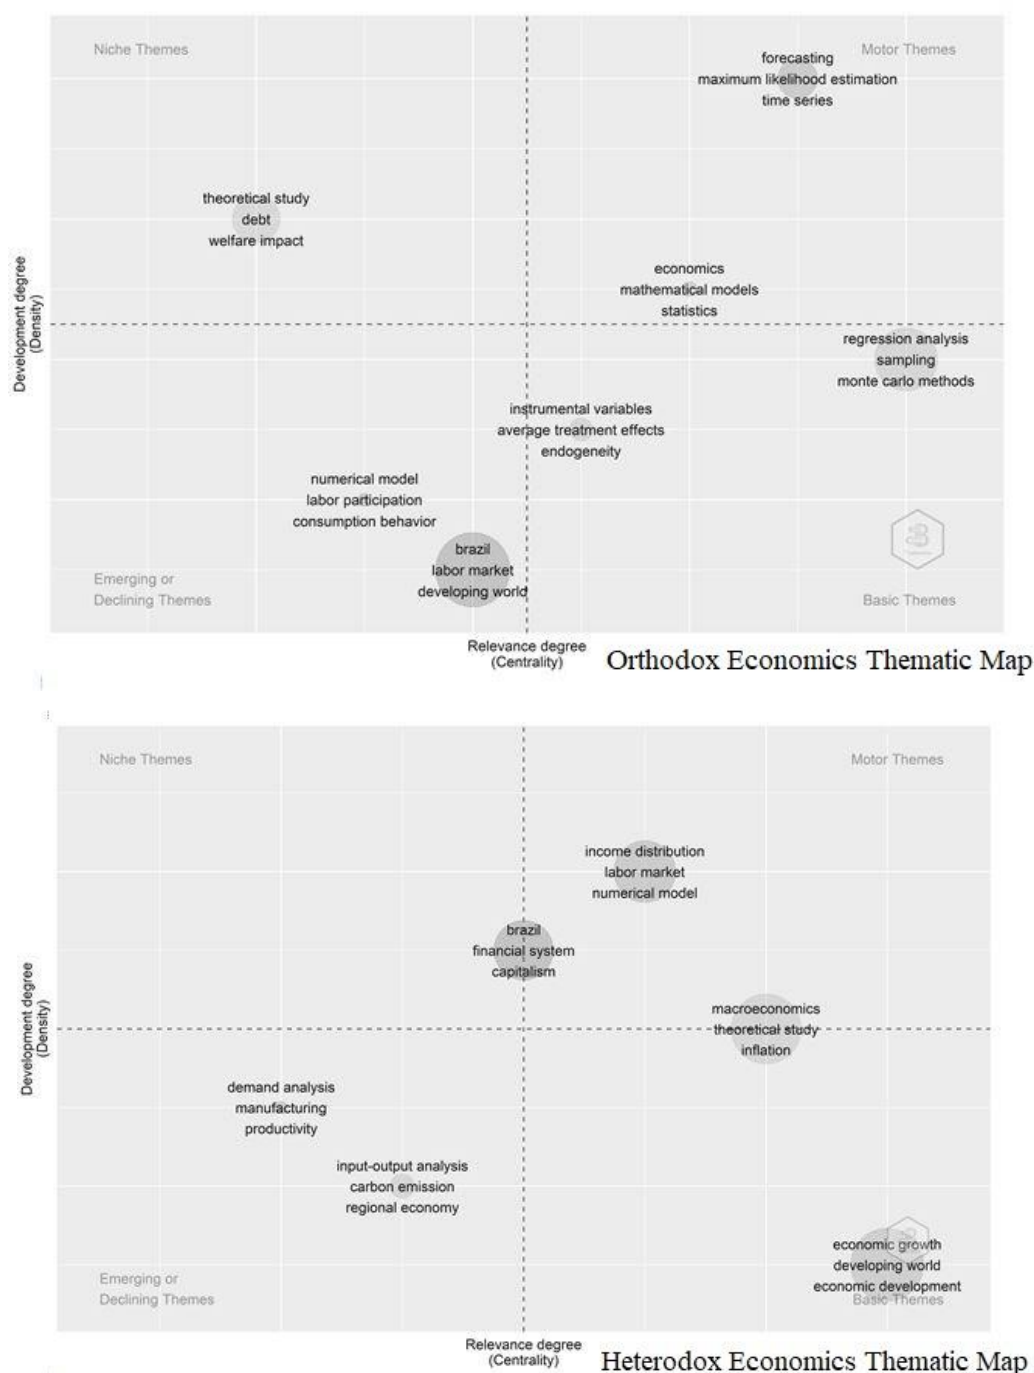 Niche Themes
Motor Themes
forecasting
maximum likelihood estimation
time series
theoretical study
debt
welfare impact
economics
mathematical models
statistics
Development degree
(Density)
regression analysis
sampling
monte carlo methods
instrumental variables
average treatment effects
endogeneity
numerical model
labor participation
consumption behavior
brazil
labor market
developing world
Emerging or
Declining Themes
Basic Themes
Relevance degree
(Centrality)
Orthodox Economics Thematic Map
Niche Themes
Motor Themes
income distribution
labor market
numerical model
brazil
financial system
capitalism
Development degree
(Density)
macroeconomics
theoretical study
inflation
demand analysis
manufacturing
productivity
input-output analysis
carbon emission
regional economy
economic growth
developing world
economic development
Emerging or
Declining Themes
Basic Themes
Relevance degree
(Centrality)
Heterodox Economics Thematic Map